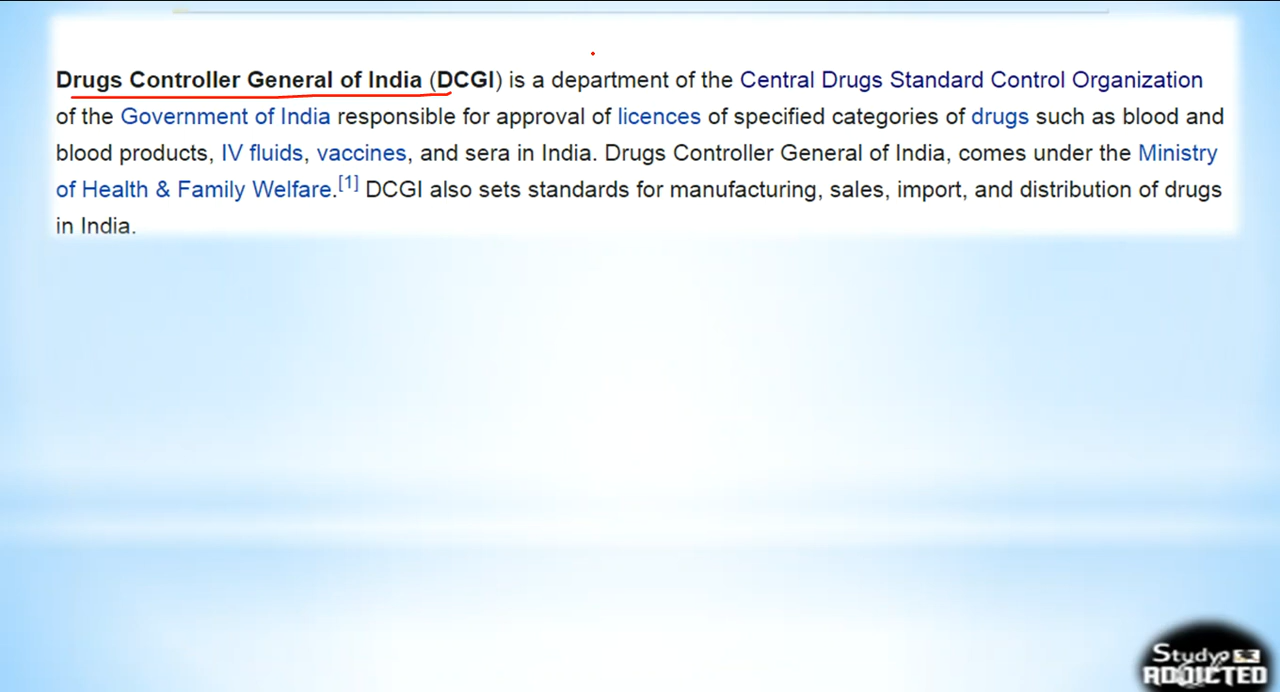 Drugs Controller General of India (DCGI) is a department of the Central Drugs Standard Control Organization
of the Government of India responsible for approval of licences of specified categories of drugs such as blood and
blood products, IV fluids, vaccines, and sera in India. Drugs Controller General of India, comes under the Ministry
of Health & Family Welfare.[1] DCGI also sets standards for manufacturing, sales, import, and distribution of drugs
in India.
Study
ADDICTED